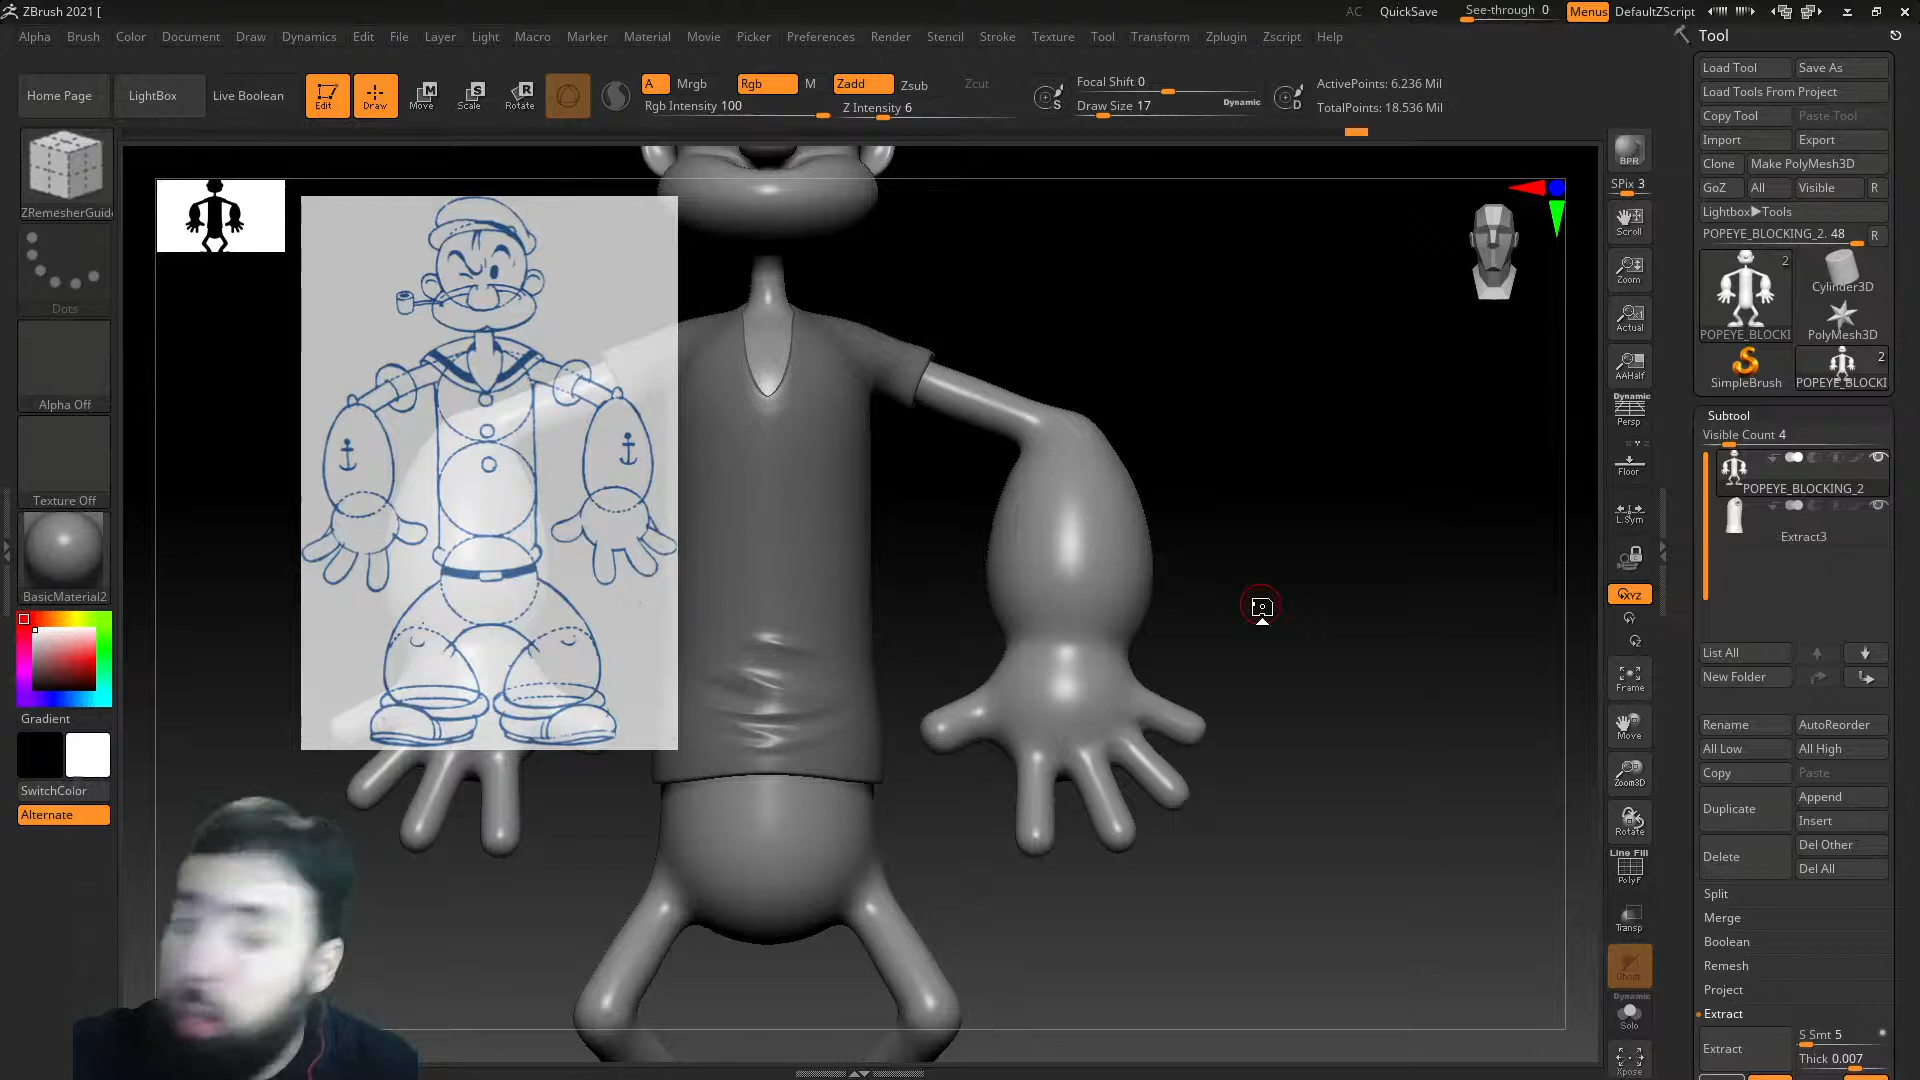 ZBrush 2021 [
AC QuickSave See-through 0 Menus DefaultZScript
Alpha Brush Color Document Draw Dynamics Edit File Layer Light Macro Marker Material Movie Picker Preferences Render Stencil Stroke Texture Tool Transform Zplugin Zscript Help
Home Page LightBox Live Boolean
Edit Draw Move Scale Rotate
A Mrgb Rgb M Zadd Zsub Zcut
Rgb Intensity 100 Z Intensity 6
Focal Shift 0
Draw Size 17 Dynamic
ActivePoints: 6.236 Mil
TotalPoints: 18.536 Mil
ZRemesherGuide
Dots
Alpha Off
Texture Off
BasicMaterial2
Gradient
SwitchColor
Alternate
BPR
SPix 3
Scroll
Zoom
Actual
AAHalf
Dynamic
Persp
Floor
L.Sym
XYZ
Frame
Move
Zoom3D
Rotate
Line Fill
PolyF
Transp
Ghost
Dynamic
Solo
Xpose
Tool
Load Tool Save As
Load Tools From Project
Copy Tool Paste Tool
Import Export
Clone Make PolyMesh3D
GoZ All Visible R
Lightbox▶Tools
POPEYE_BLOCKING_2. 48 R
2
Cylinder3D
POPEYE_BLOCKI PolyMesh3D
2
SimpleBrush POPEYE_BLOCKI
Subtool
Visible Count 4
POPEYE_BLOCKING_2
Extract3
List All
New Folder
Rename AutoReorder
All Low All High
Copy Paste
Duplicate Append
Insert
Delete Del Other
Del All
Split
Merge
Boolean
Remesh
Project
Extract
Extract S Smt 5
Thick 0.007